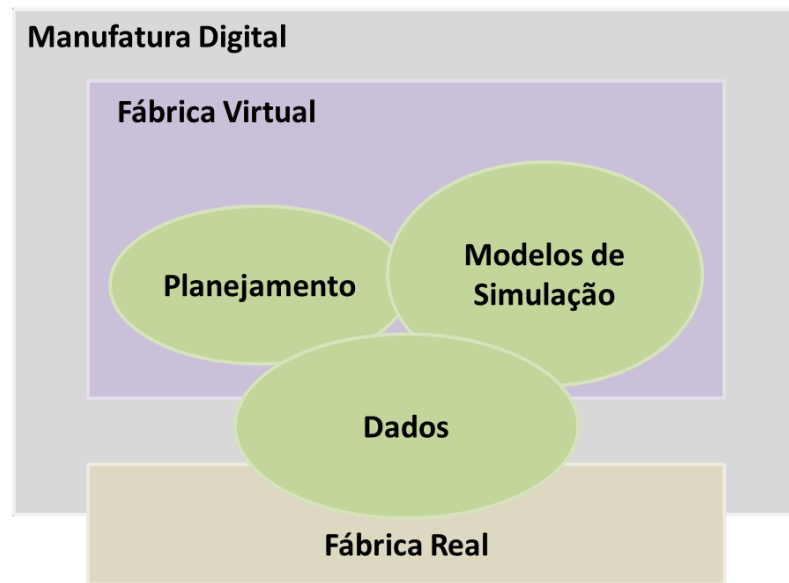 Manufatura Digital
Fábrica Virtual
Planejamento
Modelos de
Simulação
Dados
Fábrica Real